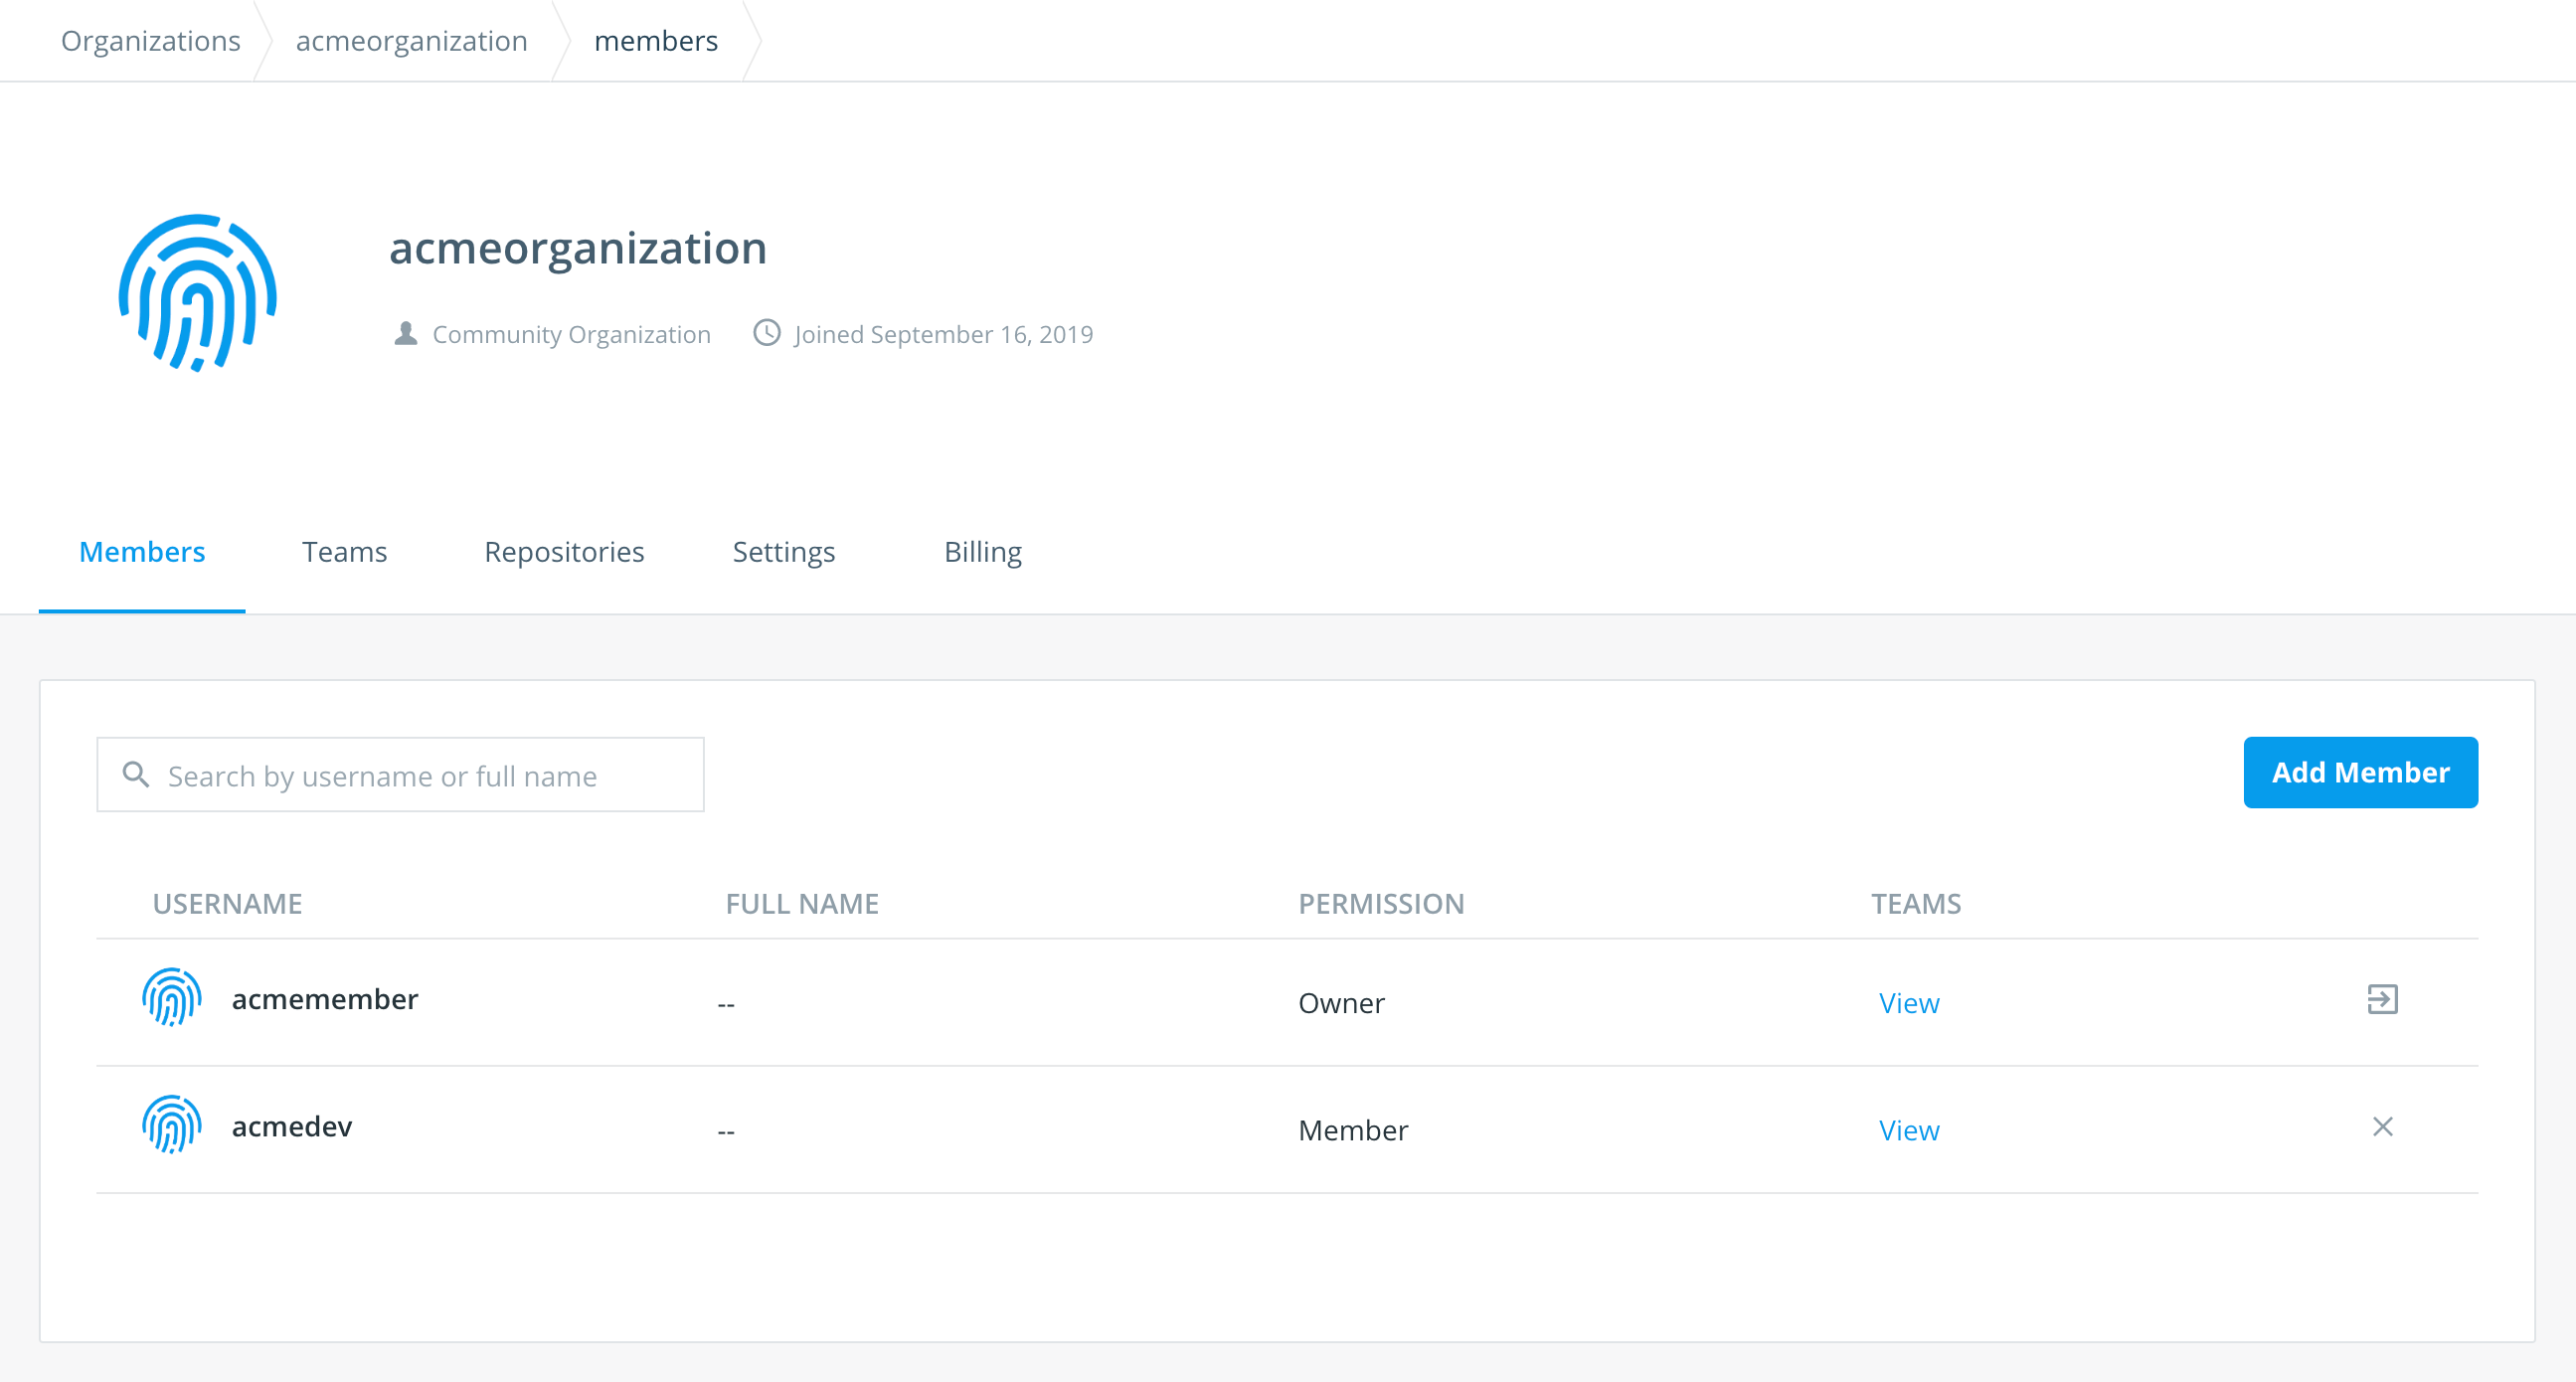 Organizations acmeorganization members
acmeorganization
Community Organization Joined September 16, 2019
Members Teams Repositories Settings Billing
Search by username or full name Add Member
USERNAME FULL NAME PERMISSION TEAMS
acmemember -- Owner View
acmedev -- Member View